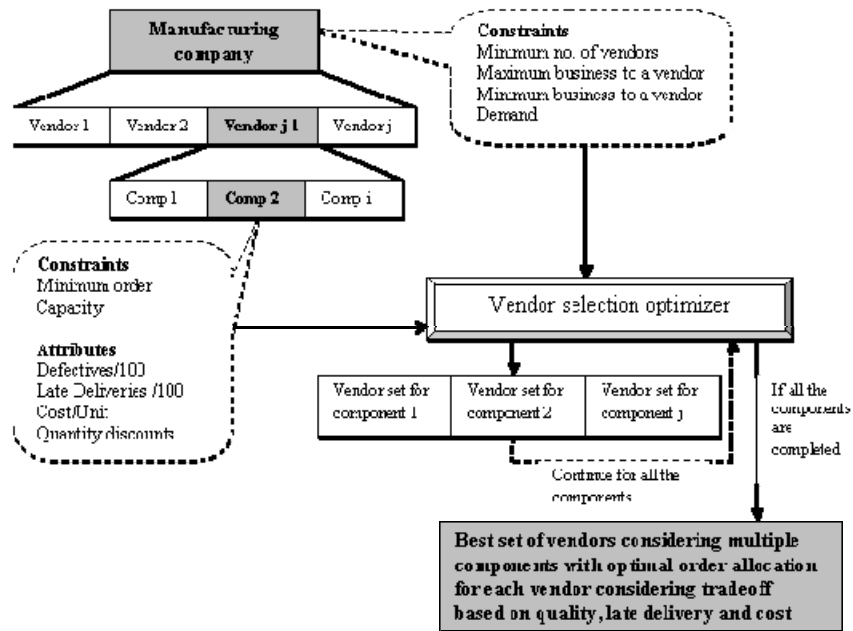 Manufacturing
company
Constraints
Minimum no. of vendors
Maximum business to a vendor
Minimum business to a vendor
Demand
Vendor 1
Vendor 2
Vendor j 1
Vendor j
Comp 1
Comp 2
Comp i
Constraints
Minimum order
Capacity
Attributes
Defectives/100
Late Deliveries /100
Cost/Unit
Quantity discounts
Vendor selection optimizer
Vendor set for
component 1
Vendor set for
component 2
Vendor set for
component j
If all the
components
are
completed
Continue for all the
components
Best set of vendors considering multiple
components with optimal order allocation
for each vendor considering tradeoff
based on quality, late delivery and cost